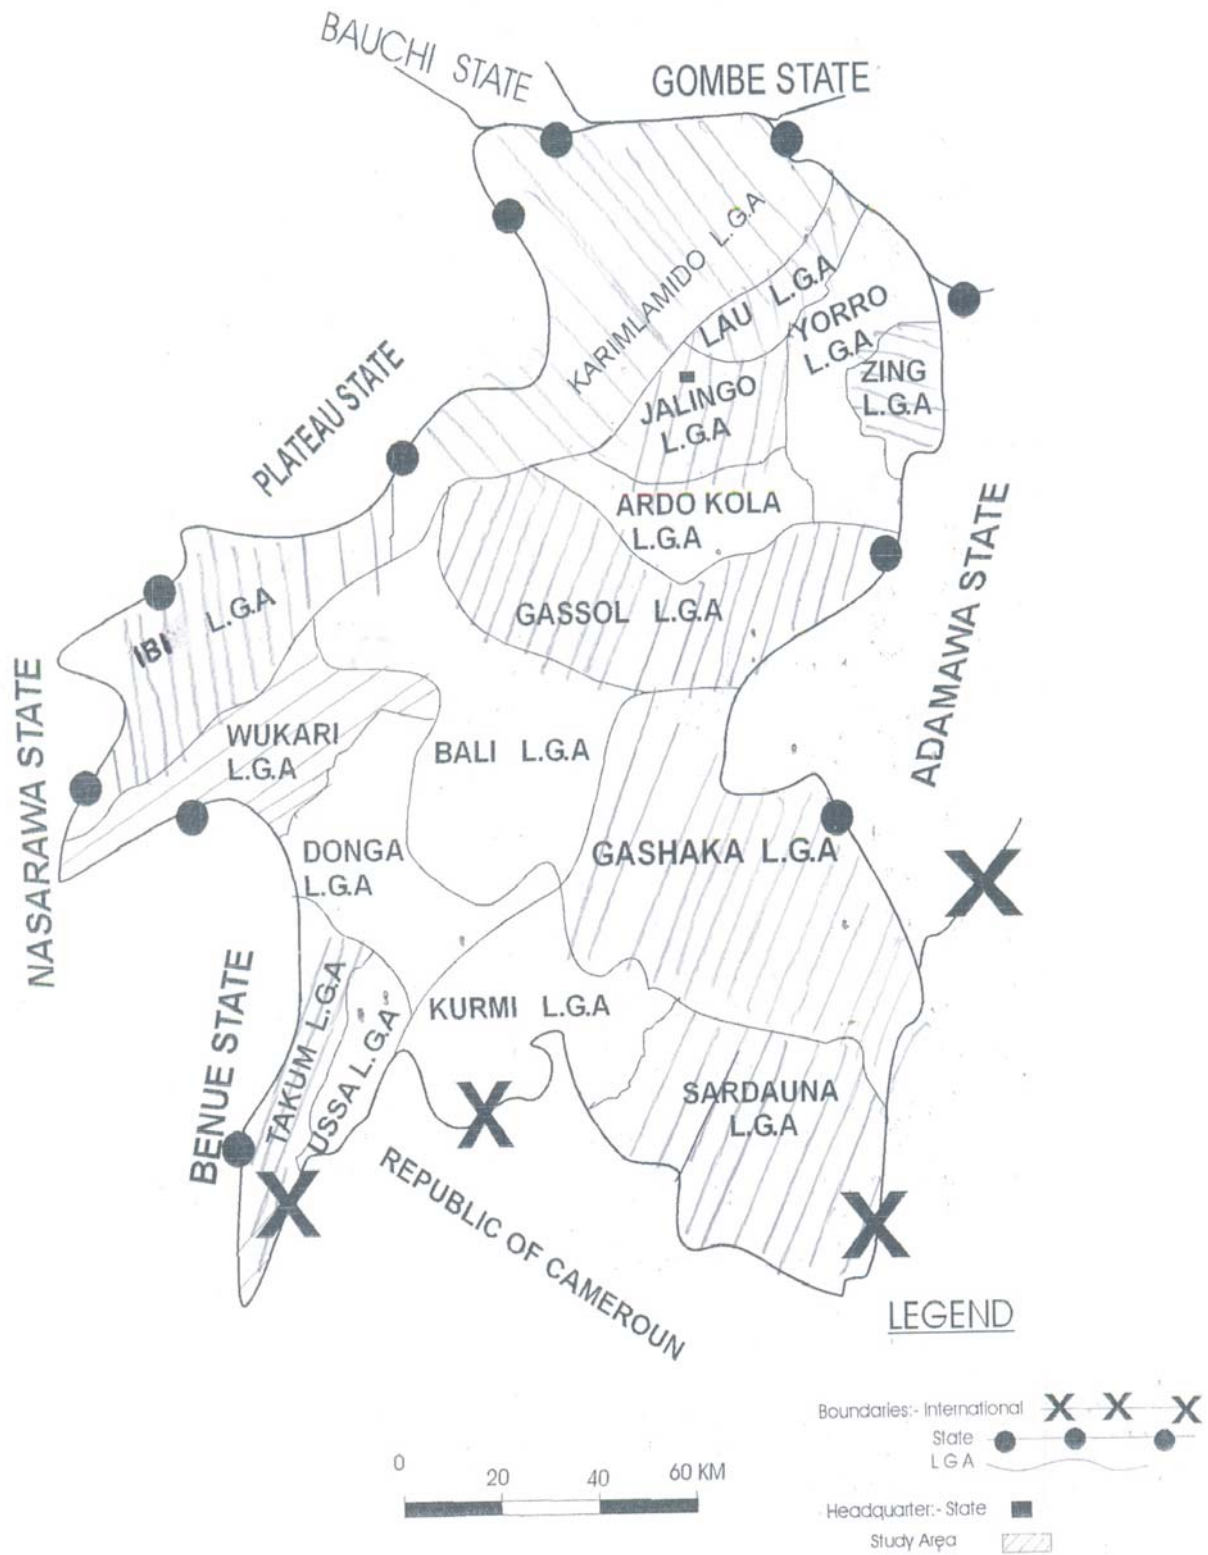 BAUCHI STATE
GOMBE STATE
KARIMLAMIDO L.G.A
LAU L.G.A
YORRO
L.G.A
ZING
L.G.A
JALINGO
L.G.A
PLATEAU STATE
ARDO KOLA
L.G.A
GASSOL L.G.A
IBI L.G.A
ADAMAWA STATE
NASARAWA STATE
WUKARI
L.G.A
BALI L.G.A
DONGA
L.G.A
GASHAKA L.G.A
BENUE STATE
TAKUM L.G.A
USSA L.G.A
KURMI L.G.A
SARDAUNA
L.G.A
REPUBLIC OF CAMEROUN
LEGEND
Boundaries:- International
State
L G A
Headquarter:- State
Study Area
0 20 40 60 KM